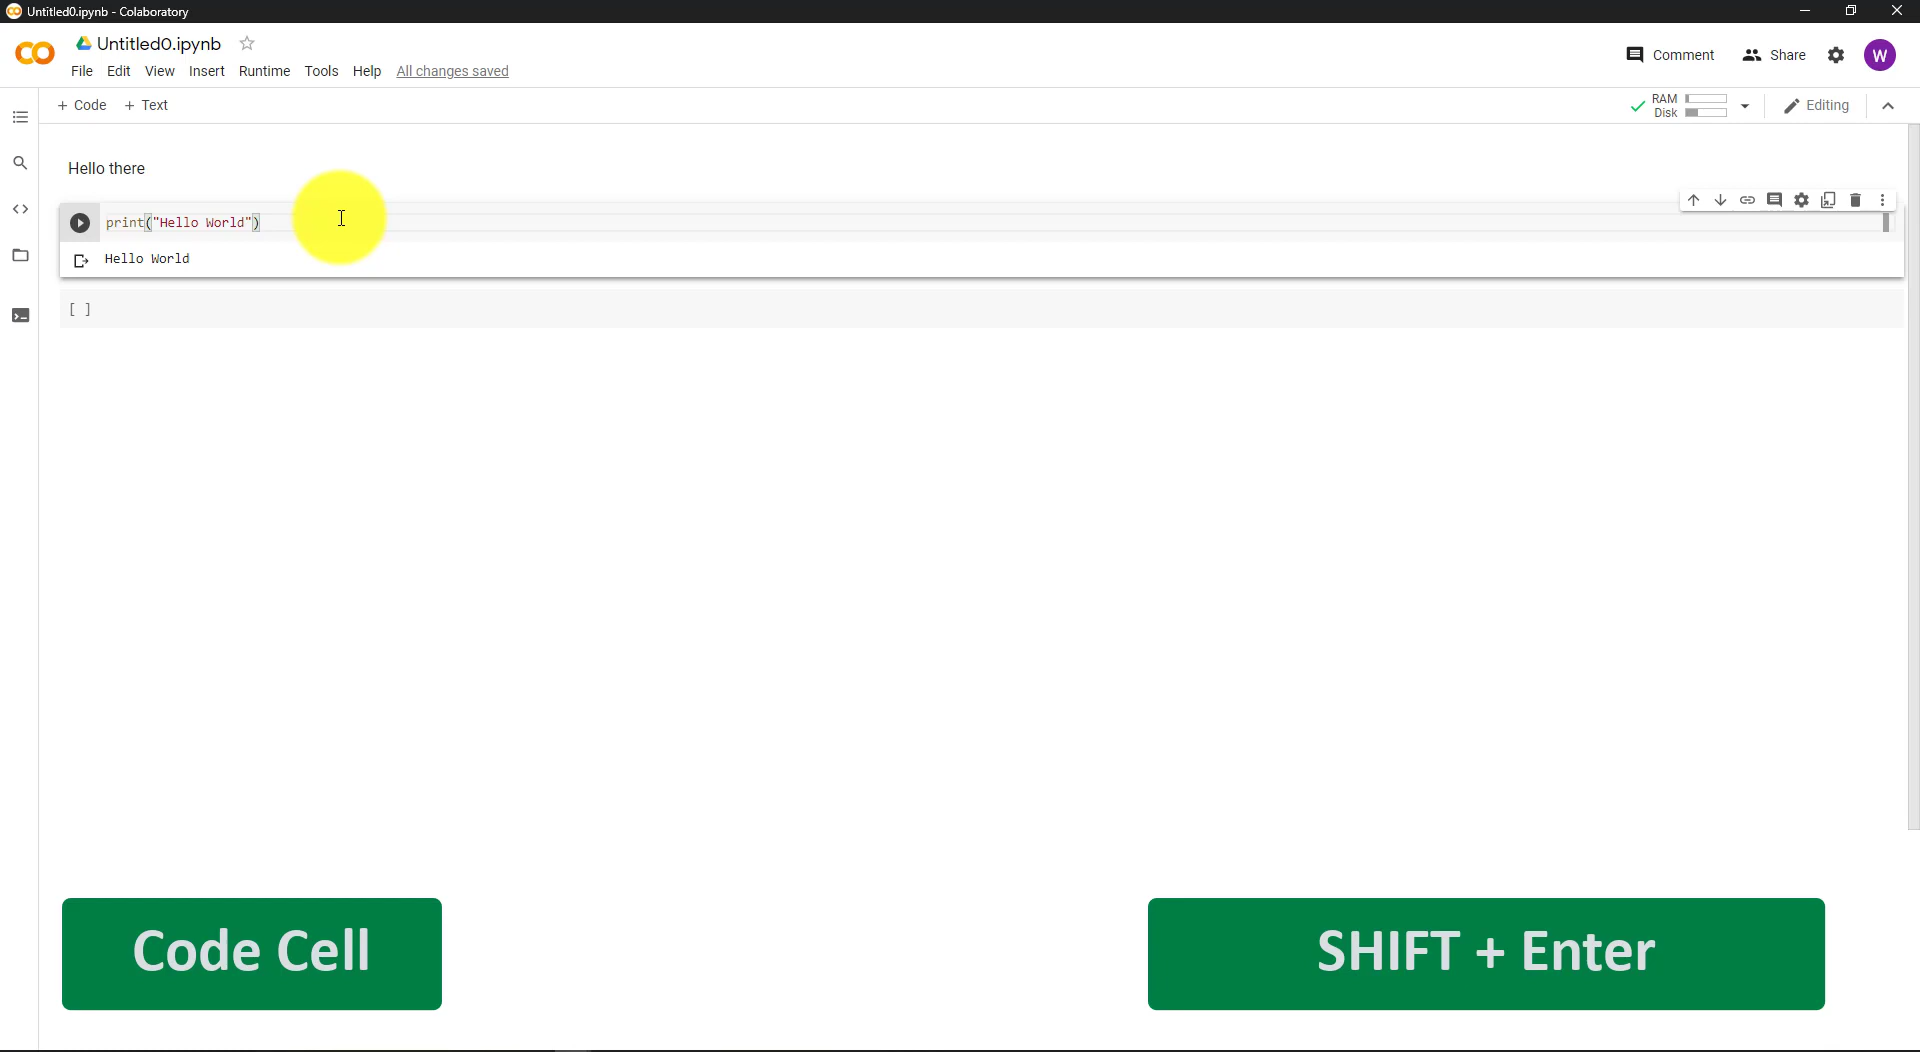 Untitled0.ipynb - Colaboratory
Untitled0.ipynb
File Edit View Insert Runtime Tools Help All changes saved
Comment Share W
+ Code + Text
RAM
Disk
Editing
Hello there
print("Hello World")
Hello World
[ ]
Code Cell
SHIFT + Enter